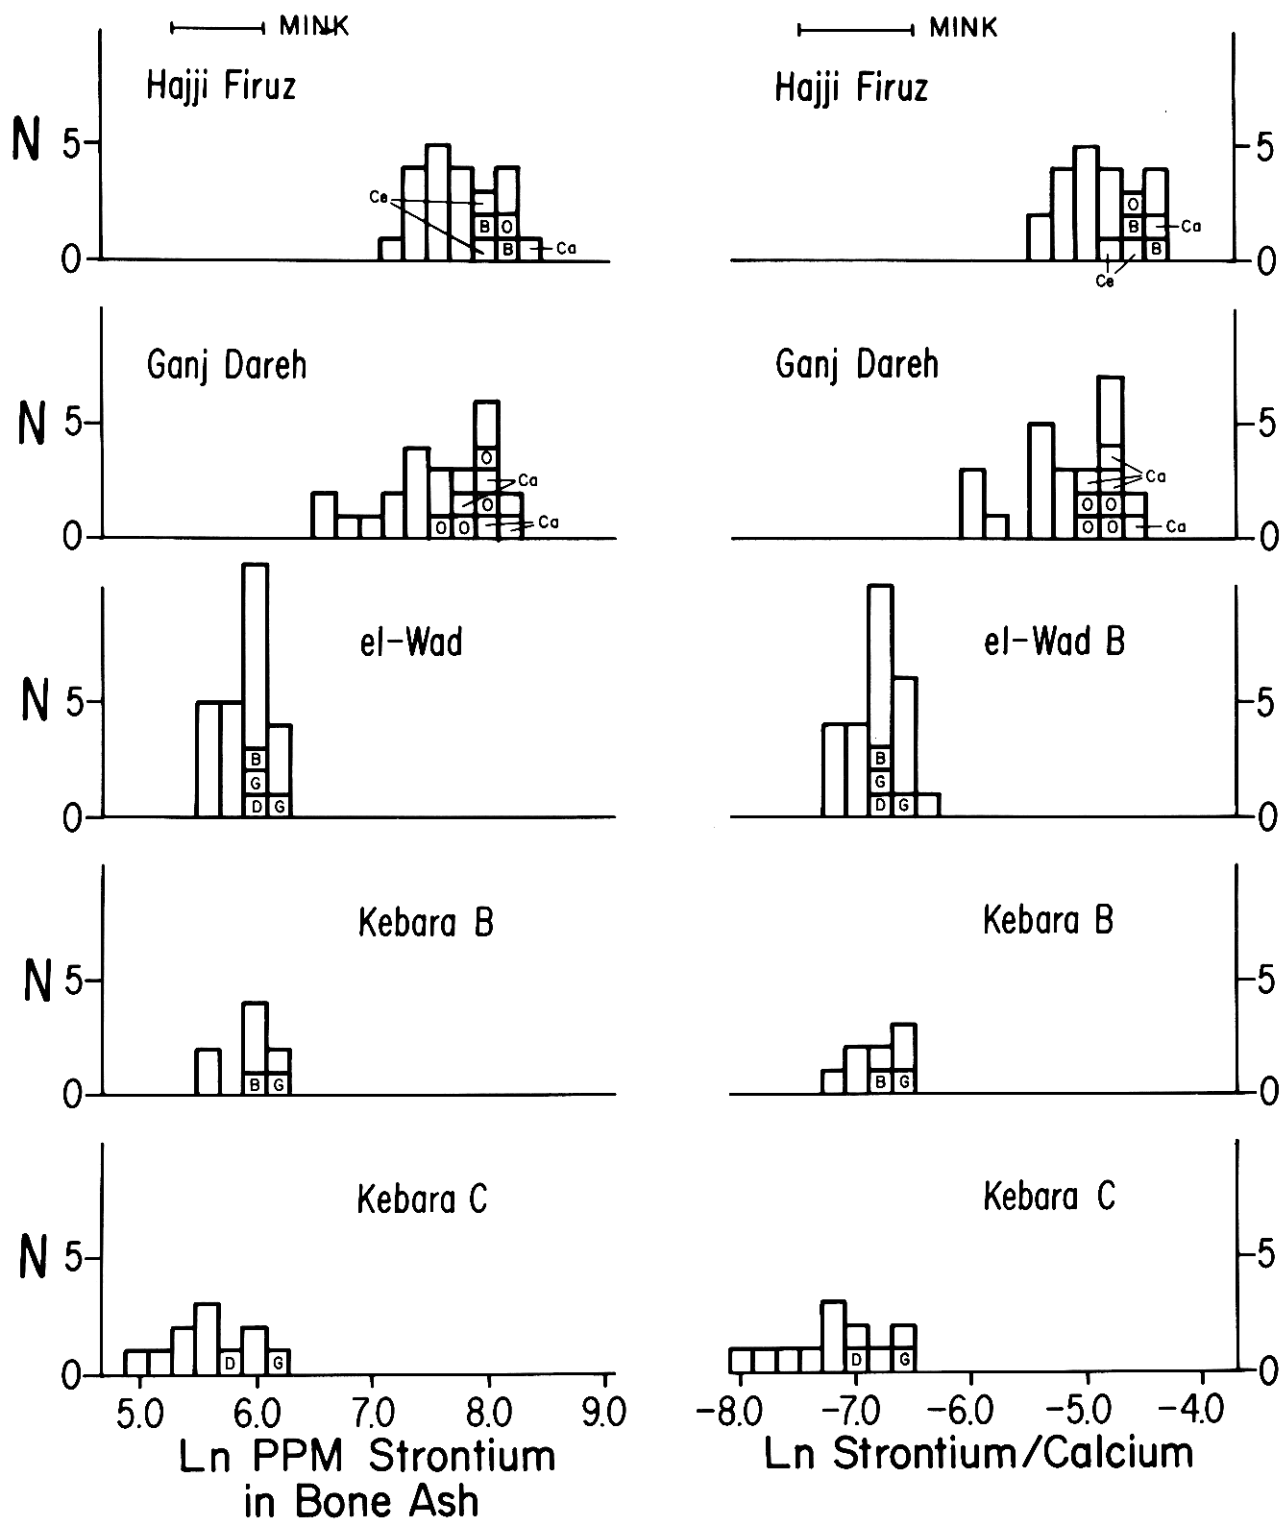 MINK MINK
Hajji Firuz Hajji Firuz
N 5 5
Ce O
B O B Ca
0 B Ca B 0
Ce
Ganj Dareh Ganj Dareh
N 5 5
O
Ca Ca
O O O
0 O O Ca O O Ca 0
el-Wad el-Wad B
N 5 5
B B
G G
0 D G D G 0
Kebara B Kebara B
N 5 5
0 B G B G 0
Kebara C Kebara C
N 5 5
0 D G D G 0
5.0 6.0 7.0 8.0 9.0 -8.0 -7.0 -6.0 -5.0 -4.0
Ln PPM Strontium Ln Strontium/Calcium
in Bone Ash